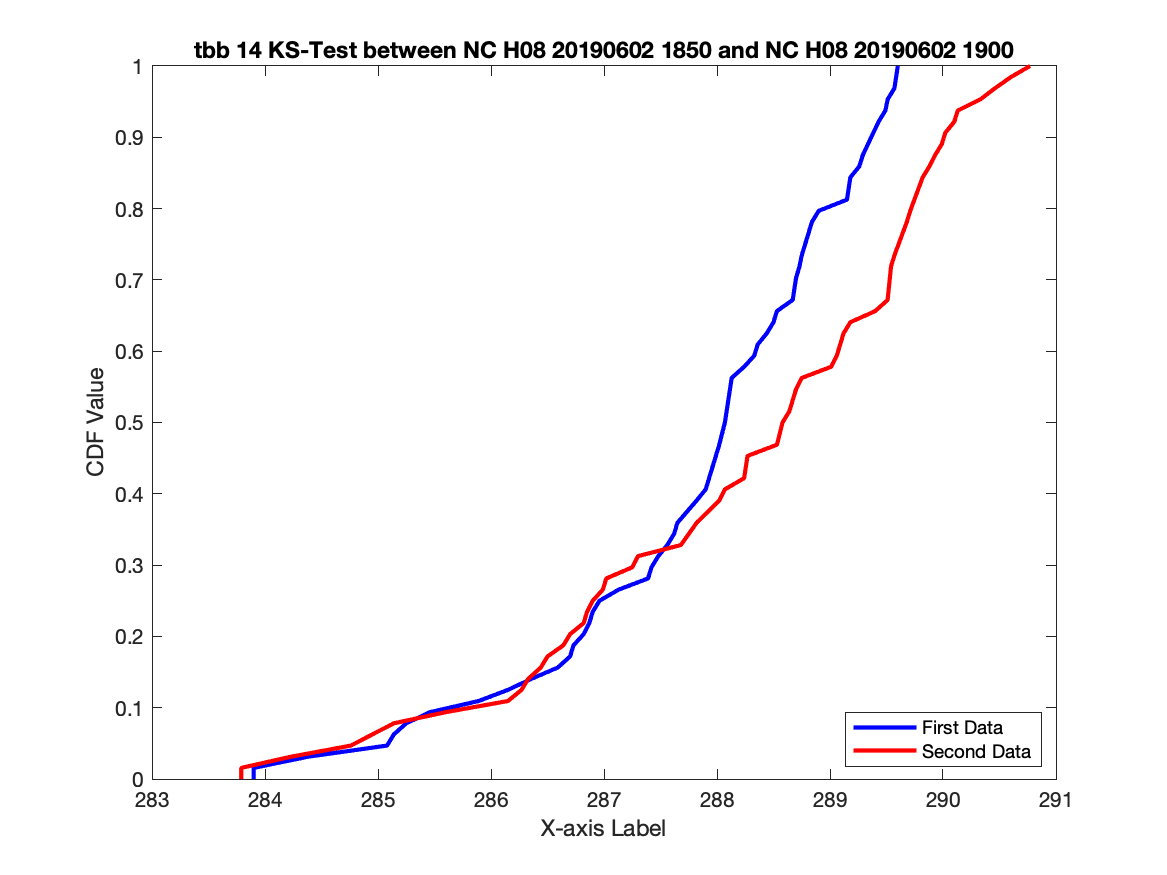 tbb 14 KS-Test between NC H08 20190602 1850 and NC H08 20190602 1900
1
0.9
0.8
0.7
0.6
0.5
0.4
0.3
0.2
0.1
0
CDF Value
First Data
Second Data
283 284 285 286 287 288 289 290 291
X-axis Label